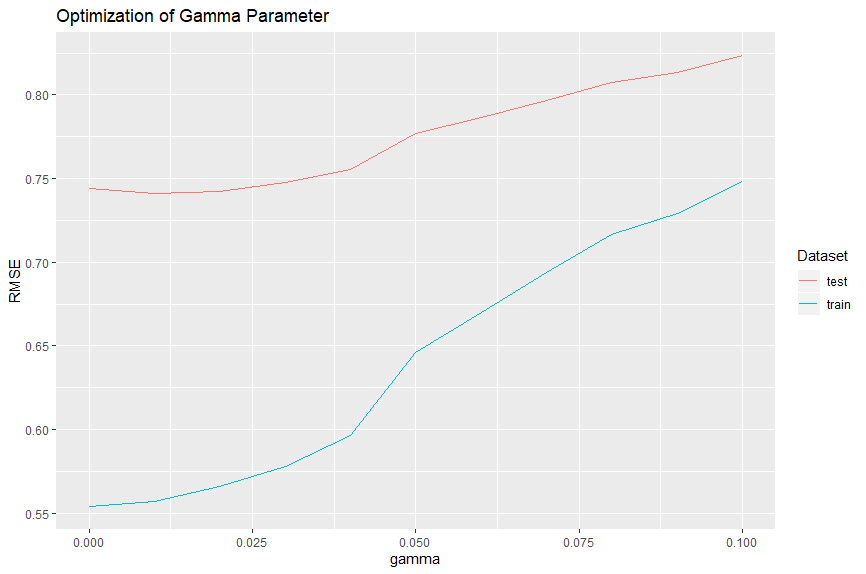 Optimization of Gamma Parameter
0.80
0.75
0.70
0.65
0.60
0.55
RMSE
0.000
0.025
0.050
0.075
0.100
gamma
Dataset
test
train